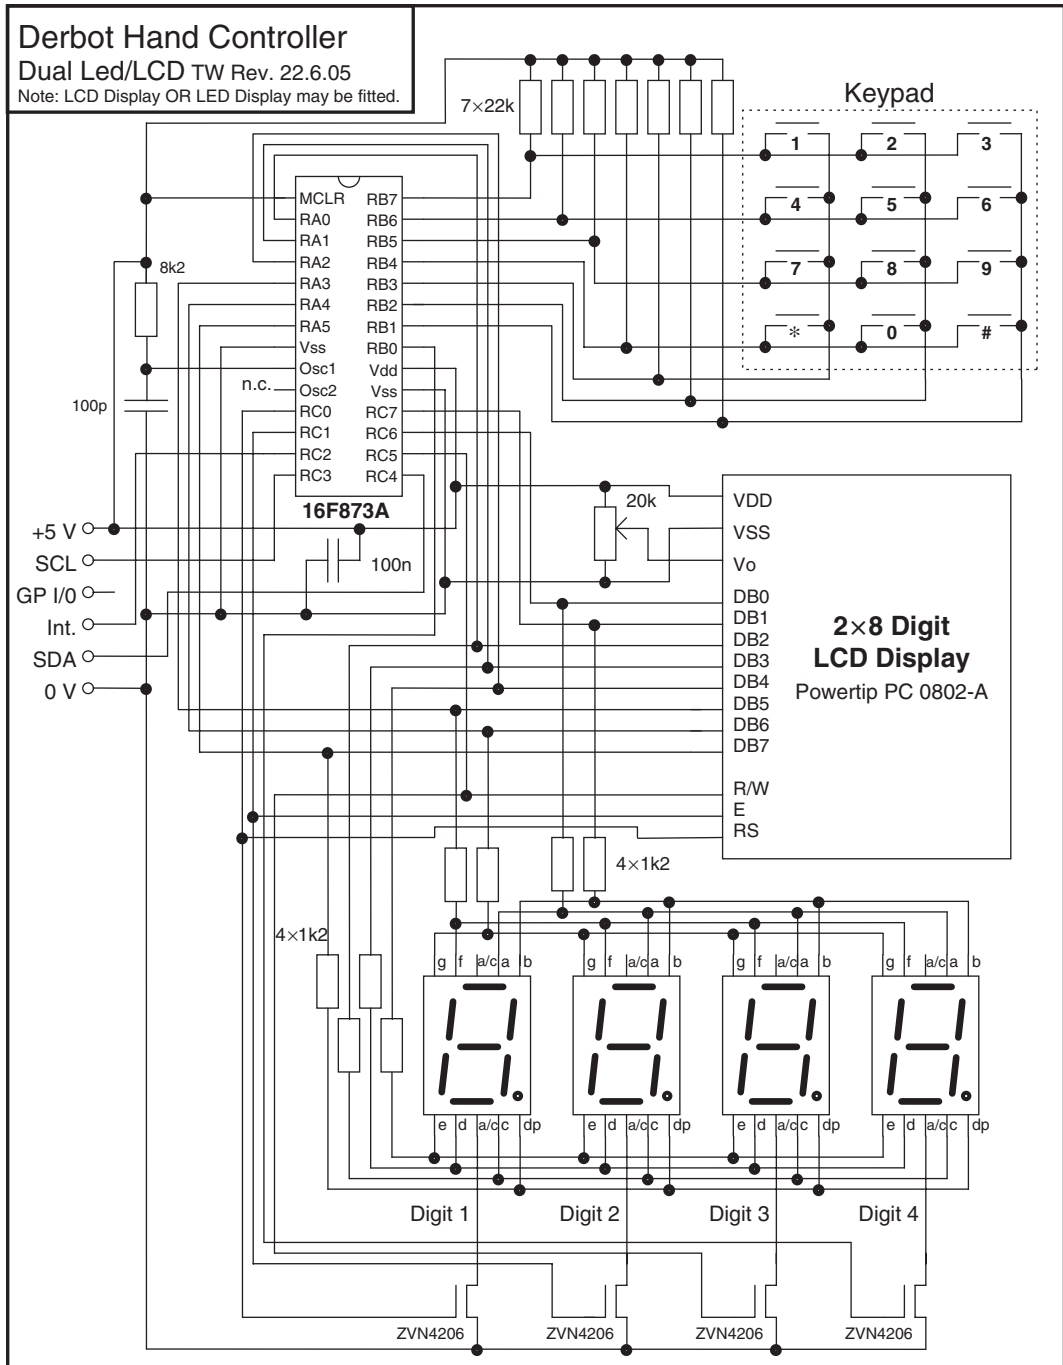 Derbot Hand Controller
Dual Led/LCD TW Rev. 22.6.05
Note: LCD Display OR LED Display may be fitted.
7×22k
Keypad
1 2 3
4 5 6
7 8 9
* 0 #
8k2
100p
n.c.
MCLR RB7
RA0 RB6
RA1 RB5
RA2 RB4
RA3 RB3
RA4 RB2
RA5 RB1
Vss RB0
Osc1 Vdd
Osc2 Vss
RC0 RC7
RC1 RC6
RC2 RC5
RC3 RC4
16F873A
100n
+5 V
SCL
GP I/0
Int.
SDA
0 V
20k
VDD
VSS
Vo
DB0
DB1
DB2
DB3
DB4
DB5
DB6
DB7
R/W
E
RS
2×8 Digit
LCD Display
Powertip PC 0802-A
4×1k2
4×1k2
g f a/c a b
g f a/c a b
g f a/c a b
g f a/c a b
e d a/c c dp
e d a/c c dp
e d a/c c dp
e d a/c c dp
Digit 1 Digit 2 Digit 3 Digit 4
ZVN4206 ZVN4206 ZVN4206 ZVN4206